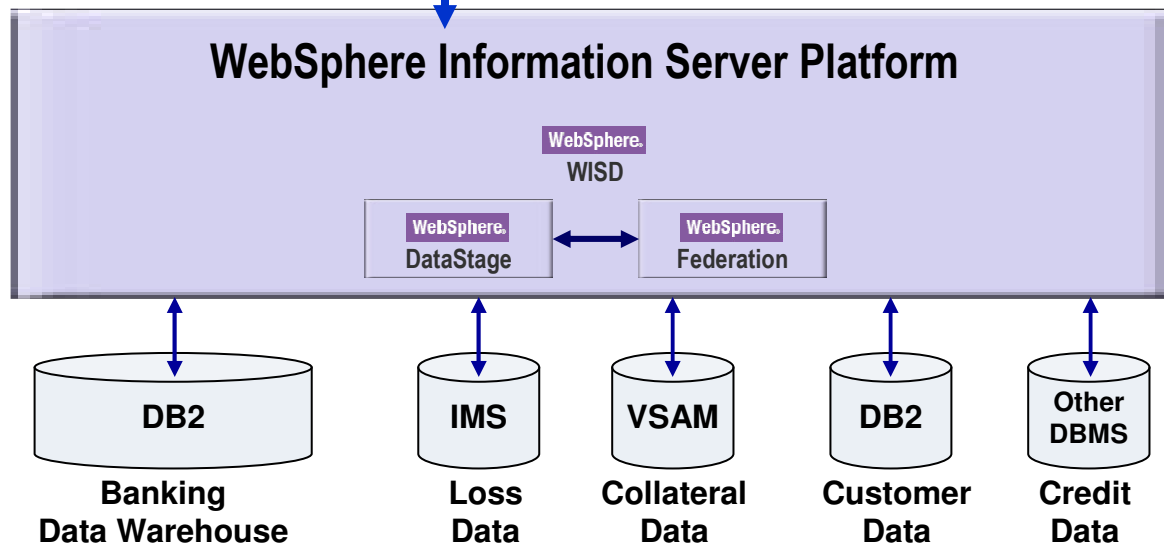 WebSphere Information Server Platform
WebSphere.
WISD
WebSphere.
DataStage
WebSphere.
Federation
DB2
IMS
VSAM
DB2
Other
DBMS
Banking
Data Warehouse
Loss
Data
Collateral
Data
Customer
Data
Credit
Data